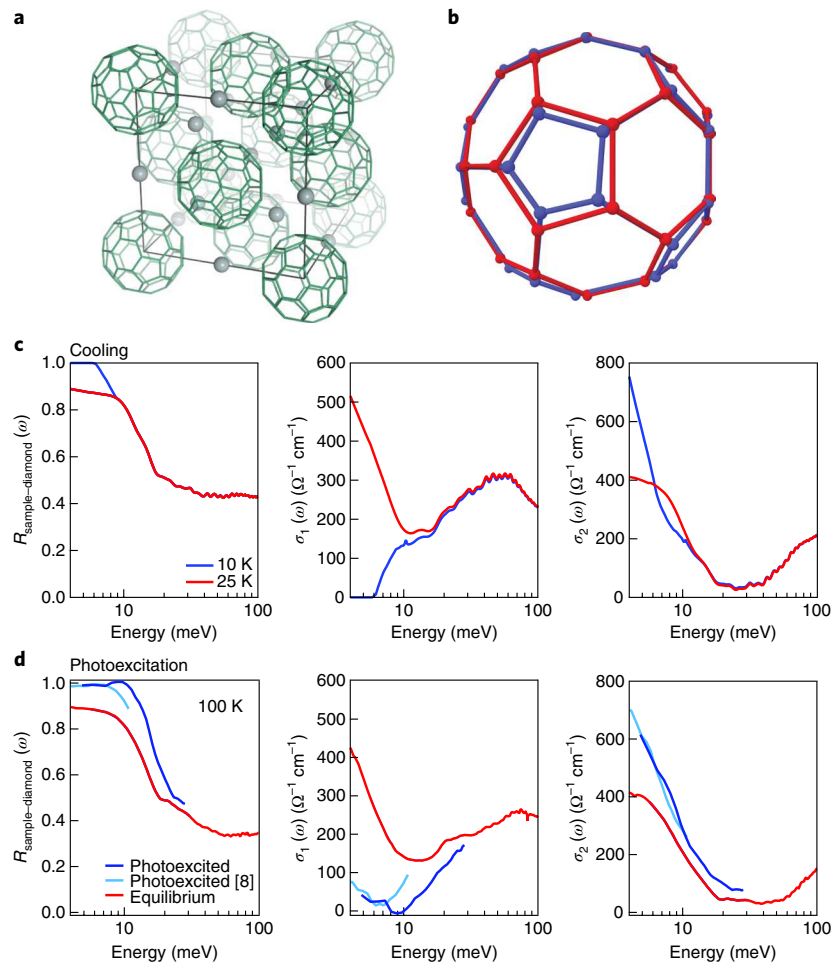 a
b
c
Cooling
R sample–diamond (ω)
1.0
0.8
0.6
0.4
0.2
0
10 K
25 K
10
100
Energy (meV)
σ1 (ω) (Ω−1 cm−1)
600
500
400
300
200
100
0
10
100
Energy (meV)
σ2 (ω) (Ω−1 cm−1)
800
600
400
200
0
10
100
Energy (meV)
d
Photoexcitation
R sample–diamond (ω)
1.0
0.8
0.6
0.4
0.2
0
100 K
Photoexcited
Photoexcited [8]
Equilibrium
10
100
Energy (meV)
σ1 (ω) (Ω−1 cm−1)
600
500
400
300
200
100
0
10
100
Energy (meV)
σ2 (ω) (Ω−1 cm−1)
800
600
400
200
0
10
100
Energy (meV)